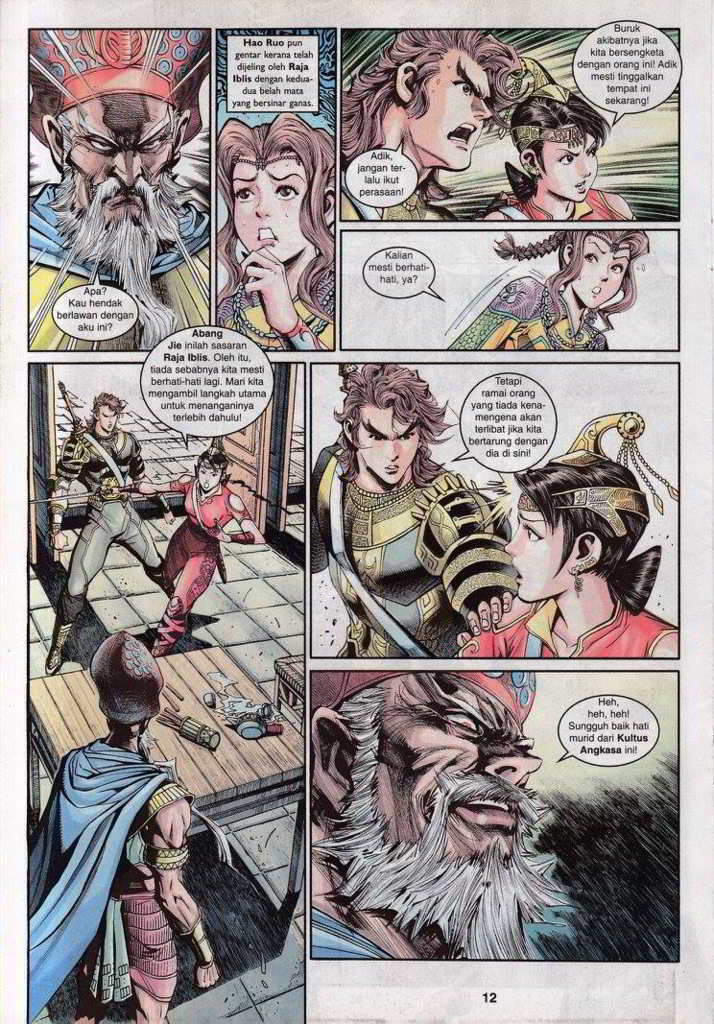 Apa?
Kau hendak
berlawan dengan
aku ini?
Hao Ruo pun
gentar kerana telah
dijeling oleh Raja
Iblis dengan kedua-
dua belah mata
yang bersinar ganas.
Buruk
akibatnya jika
kita bersengketa
dengan orang ini! Adik
mesti tinggalkan
tempat ini
sekarang!
Adik,
jangan ter-
lalu ikut
perasaan!
Kalian
mesti berhati-
hati, ya?
Abang
Jie inilah sasaran
Raja Iblis. Oleh itu,
tiada sebabnya kita mesti
berhati-hati lagi. Mari kita
mengambil langkah utama
untuk menanganinya
terlebih dahulu!
Tetapi
ramai orang
yang tiada kena-
mengena akan
terlibat jika kita
bertarung dengan
dia di sini!
Heh,
heh, heh!
Sungguh baik hati
murid dari Kultus
Angkasa ini!
12